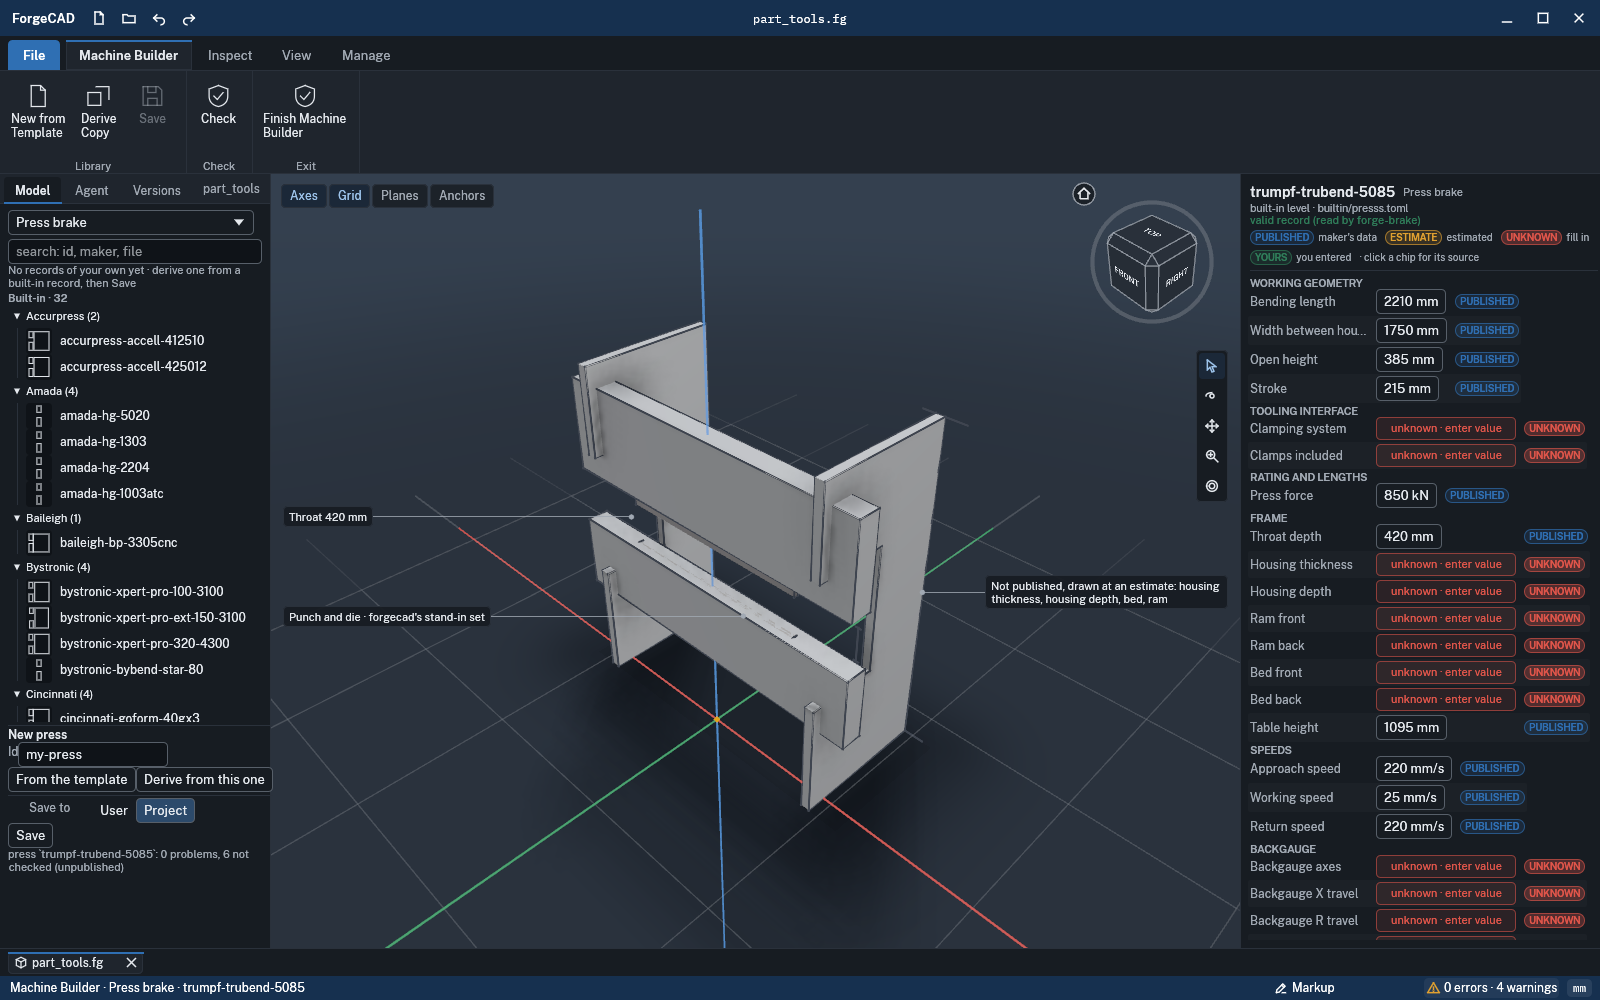 ForgeCAD
part_tools.fg
File
Machine Builder
Inspect
View
Manage
New from Template
Derive Copy
Save
Check
Finish Machine Builder
Library
Check
Exit
Model
Agent
Versions
part_tools
Press brake
search: id, maker, file
No records of your own yet · derive one from a
built-in record, then Save
Built-in · 32
Accurpress (2)
accurpress-accell-412510
accurpress-accell-425012
Amada (4)
amada-hg-5020
amada-hg-1303
amada-hg-2204
amada-hg-1003atc
Baileigh (1)
baileigh-bp-3305cnc
Bystronic (4)
bystronic-xpert-pro-100-3100
bystronic-xpert-pro-ext-150-3100
bystronic-xpert-pro-320-4300
bystronic-bybend-star-80
Cincinnati (4)
cincinnati-goform-40gx3
New press
Id
my-press
From the template
Derive from this one
Save to
User
Project
Save
press `trumpf-trubend-5085`: 0 problems, 6 not
checked (unpublished)
Axes
Grid
Planes
Anchors
TOP
FRONT
RIGHT
Throat 420 mm
Punch and die · forgecad's stand-in set
Not published, drawn at an estimate: housing
thickness, housing depth, bed, ram
trumpf-trubend-5085 Press brake
built-in level · builtin/presss.toml
valid record (read by forge-brake)
PUBLISHED maker's data ESTIMATE estimated UNKNOWN fill in
YOURS you entered · click a chip for its source
WORKING GEOMETRY
Bending length 2210 mm PUBLISHED
Width between hou... 1750 mm PUBLISHED
Open height 385 mm PUBLISHED
Stroke 215 mm PUBLISHED
TOOLING INTERFACE
Clamping system unknown · enter value UNKNOWN
Clamps included unknown · enter value UNKNOWN
RATING AND LENGTHS
Press force 850 kN PUBLISHED
FRAME
Throat depth 420 mm PUBLISHED
Housing thickness unknown · enter value UNKNOWN
Housing depth unknown · enter value UNKNOWN
Ram front unknown · enter value UNKNOWN
Ram back unknown · enter value UNKNOWN
Bed front unknown · enter value UNKNOWN
Bed back unknown · enter value UNKNOWN
Table height 1095 mm PUBLISHED
SPEEDS
Approach speed 220 mm/s PUBLISHED
Working speed 25 mm/s PUBLISHED
Return speed 220 mm/s PUBLISHED
BACKGAUGE
Backgauge axes unknown · enter value UNKNOWN
Backgauge X travel unknown · enter value UNKNOWN
Backgauge R travel unknown · enter value UNKNOWN
part_tools.fg
Machine Builder · Press brake · trumpf-trubend-5085
Markup
0 errors · 4 warnings
mm